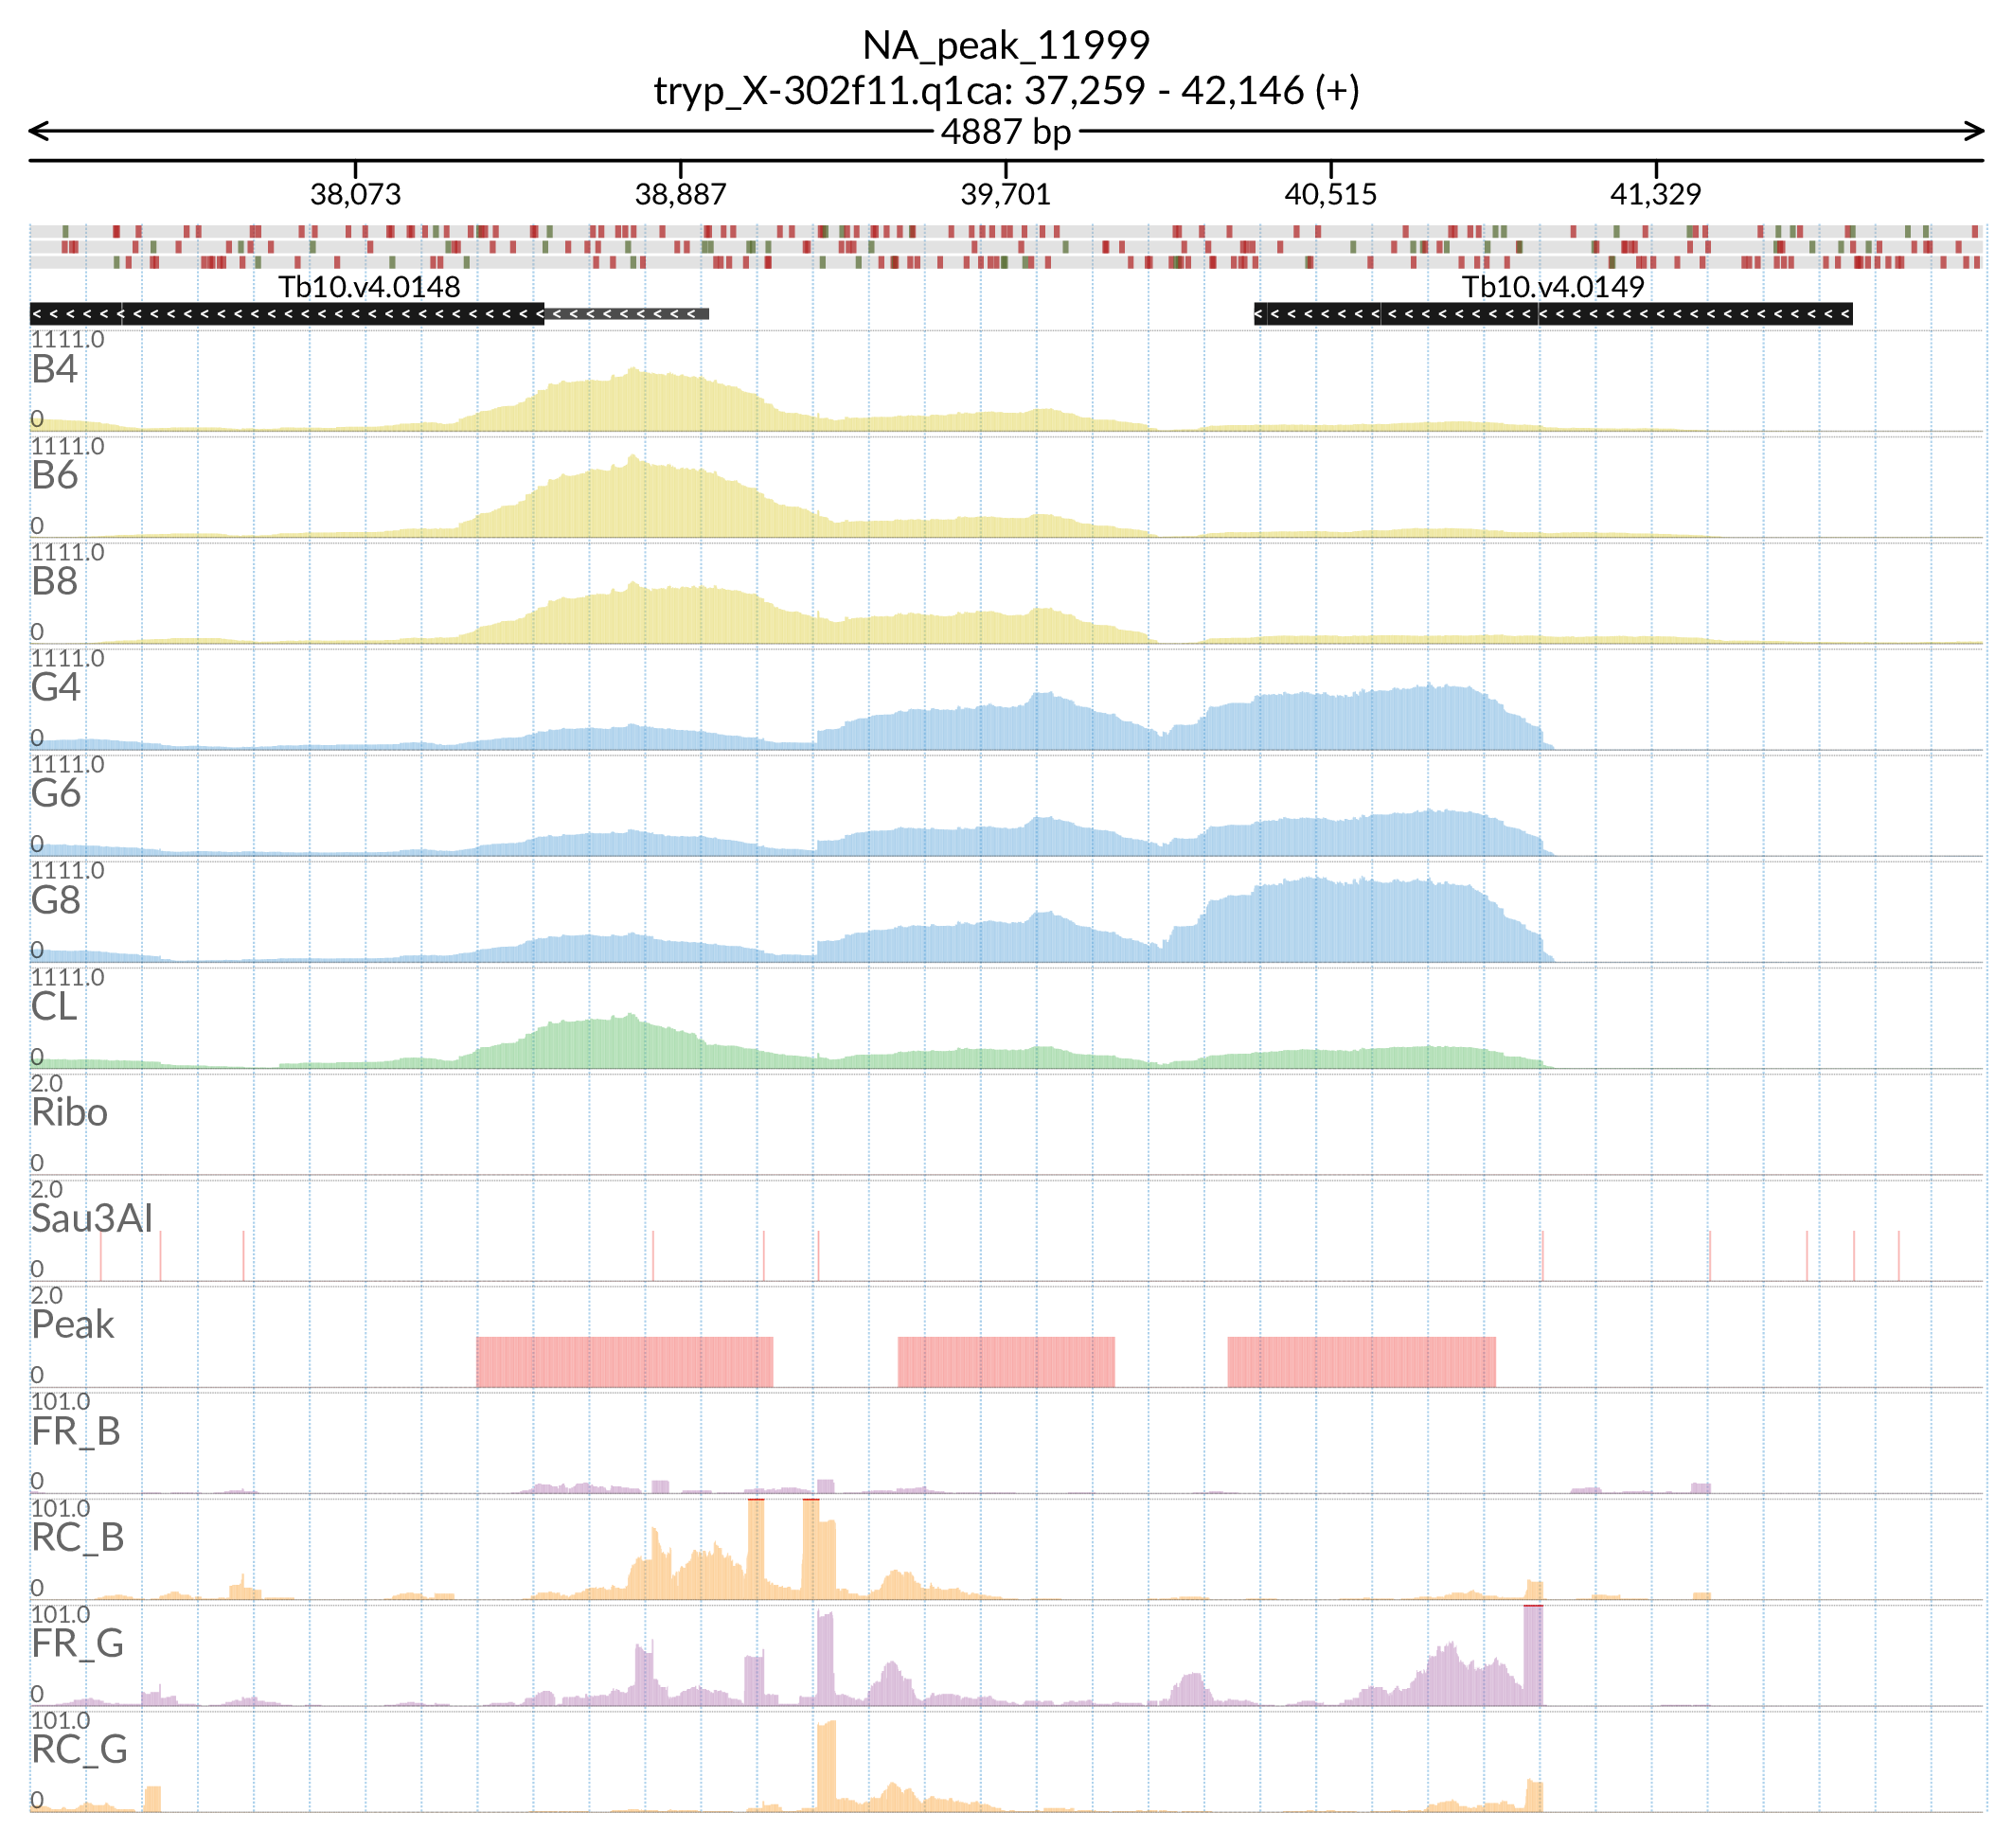 NA_peak_11999
tryp_X-302f11.q1ca: 37,259 - 42,146 (+)
4887 bp
38,073 38,887 39,701 40,515 41,329
Tb10.v4.0148 Tb10.v4.0149
1111.0
B4
0
1111.0
B6
0
1111.0
B8
0
1111.0
G4
0
1111.0
G6
0
1111.0
G8
0
1111.0
CL
0
2.0
Ribo
0
2.0
Sau3AI
0
2.0
Peak
0
101.0
FR_B
0
101.0
RC_B
0
101.0
FR_G
0
101.0
RC_G
0